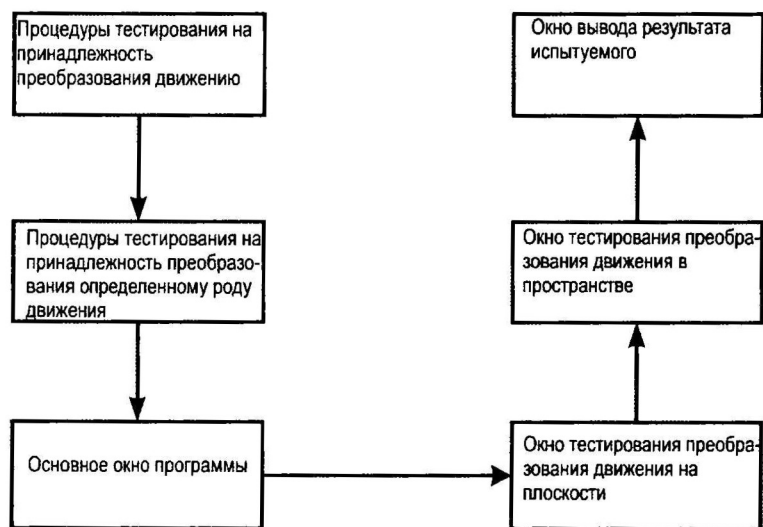 Процедуры тестирования на
принадлежность
преобразования движению
Процедуры тестирования на
принадлежность преобразо-
вания определенному роду
движения
Основное окно программы
Окно тестирования преобра-
зования движения на
плоскости
Окно тестирования преобра-
зования движения в
пространстве
Окно вывода результата
испытуемого